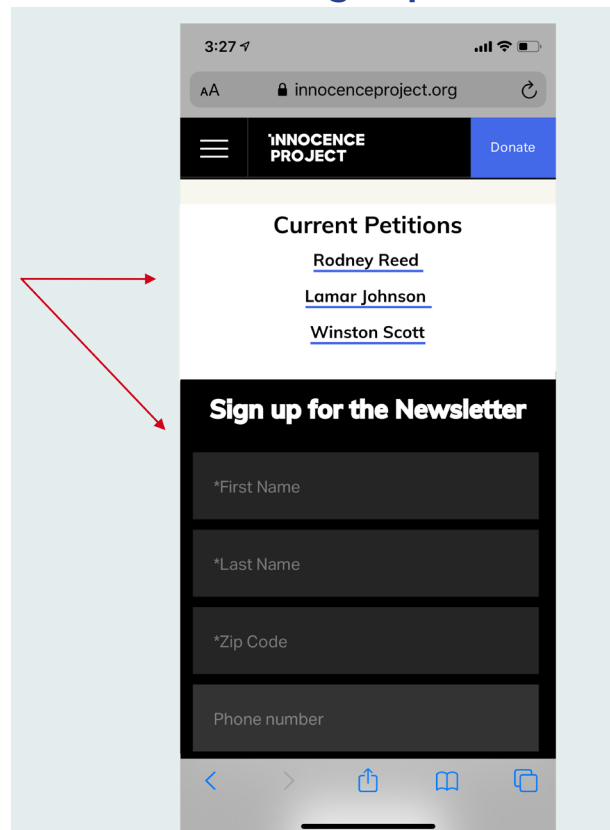 3:27
AA innocenceproject.org
INNOCENCE
PROJECT
Donate
Current Petitions
Rodney Reed
Lamar Johnson
Winston Scott
Sign up for the Newsletter
*First Name
*Last Name
*Zip Code
Phone number